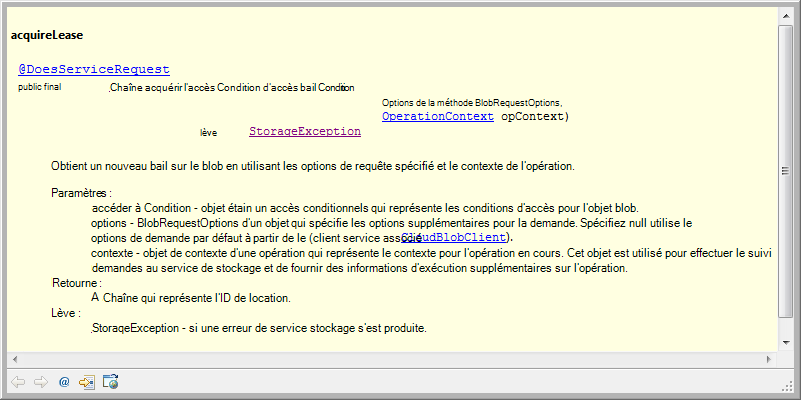 acquireLease
@DoesServiceRequest
public final .Chaîne acquérir l'accès Condition d'accès bail Condition
Options de la méthode BlobRequestOptions,
OperationContext opContext)
lève StorageException
Obtient un nouveau bail sur le blob en utilisant les options de requête spécifié et le contexte de l'opération.
Paramètres :
accéder à Condition - objet étain un accès conditionnels qui représente les conditions d'accès pour l'objet blob.
options - BlobRequestOptions d'un objet qui spécifie les options supplémentaires pour la demande. Spécifiez null utilise le
options de demande par défaut à partir de le (client service associé CloudBlobClient).
contexte - objet de contexte d'une opération qui représente le contexte pour l'opération en cours. Cet objet est utilisé pour effectuer le suivi
demandes au service de stockage et de fournir des informations d'exécution supplémentaires sur l'opération.
Retourne :
A Chaîne qui représente l'ID de location.
Lève :
.StorageException - si une erreur de service stockage s'est produite.